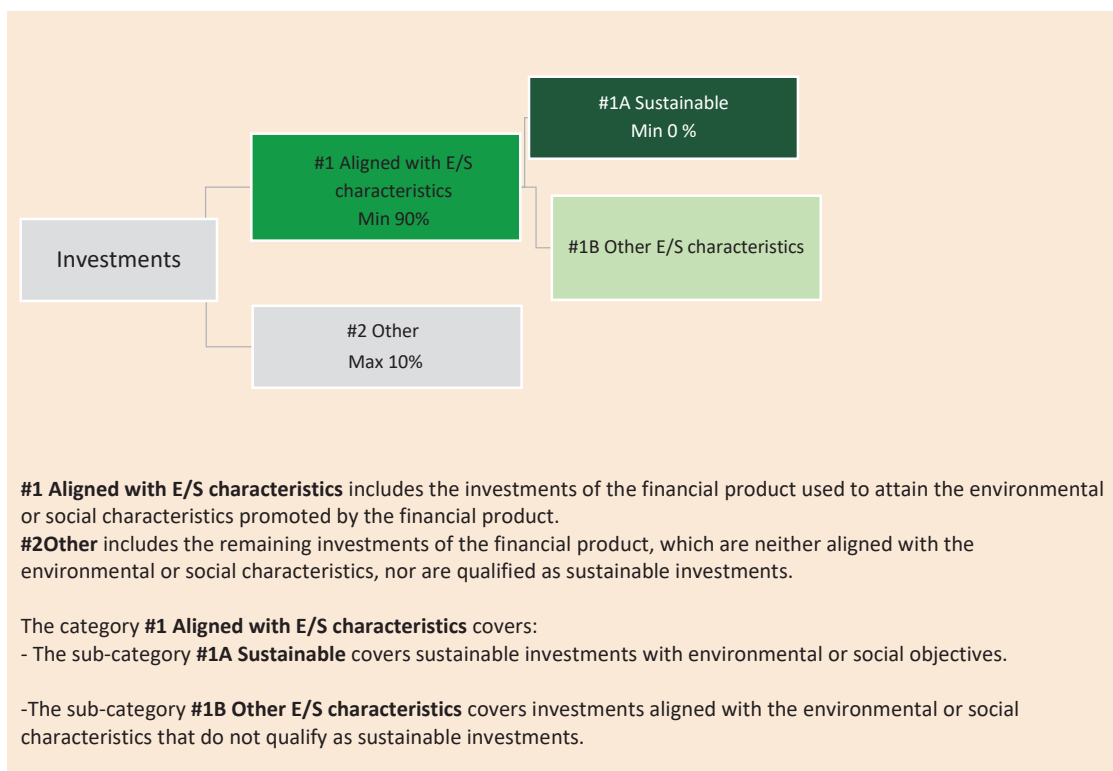 #1A Sustainable
Min 0 %
#1 Aligned with E/S
characteristics
Min 90%
#1B Other E/S characteristics
Investments
#2 Other
Max 10%
#1 Aligned with E/S characteristics includes the investments of the financial product used to attain the environmental
or social characteristics promoted by the financial product.
#2Other includes the remaining investments of the financial product, which are neither aligned with the
environmental or social characteristics, nor are qualified as sustainable investments.
The category #1 Aligned with E/S characteristics covers:
- The sub-category #1A Sustainable covers sustainable investments with environmental or social objectives.
-The sub-category #1B Other E/S characteristics covers investments aligned with the environmental or social
characteristics that do not qualify as sustainable investments.